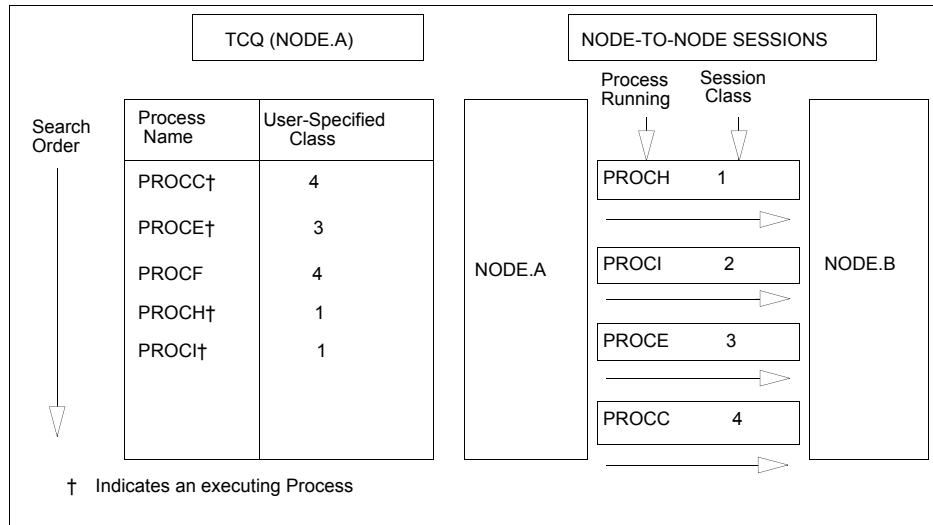 TCQ (NODE.A)
NODE-TO-NODE SESSIONS
Search
Order
Process
Name
User-Specified
Class
PROCC† 4
PROCE† 3
PROCF 4
PROCH† 1
PROCI† 1
† Indicates an executing Process
Process
Running
Session
Class
NODE.A
PROCH 1
PROCI 2
PROCE 3
PROCC 4
NODE.B